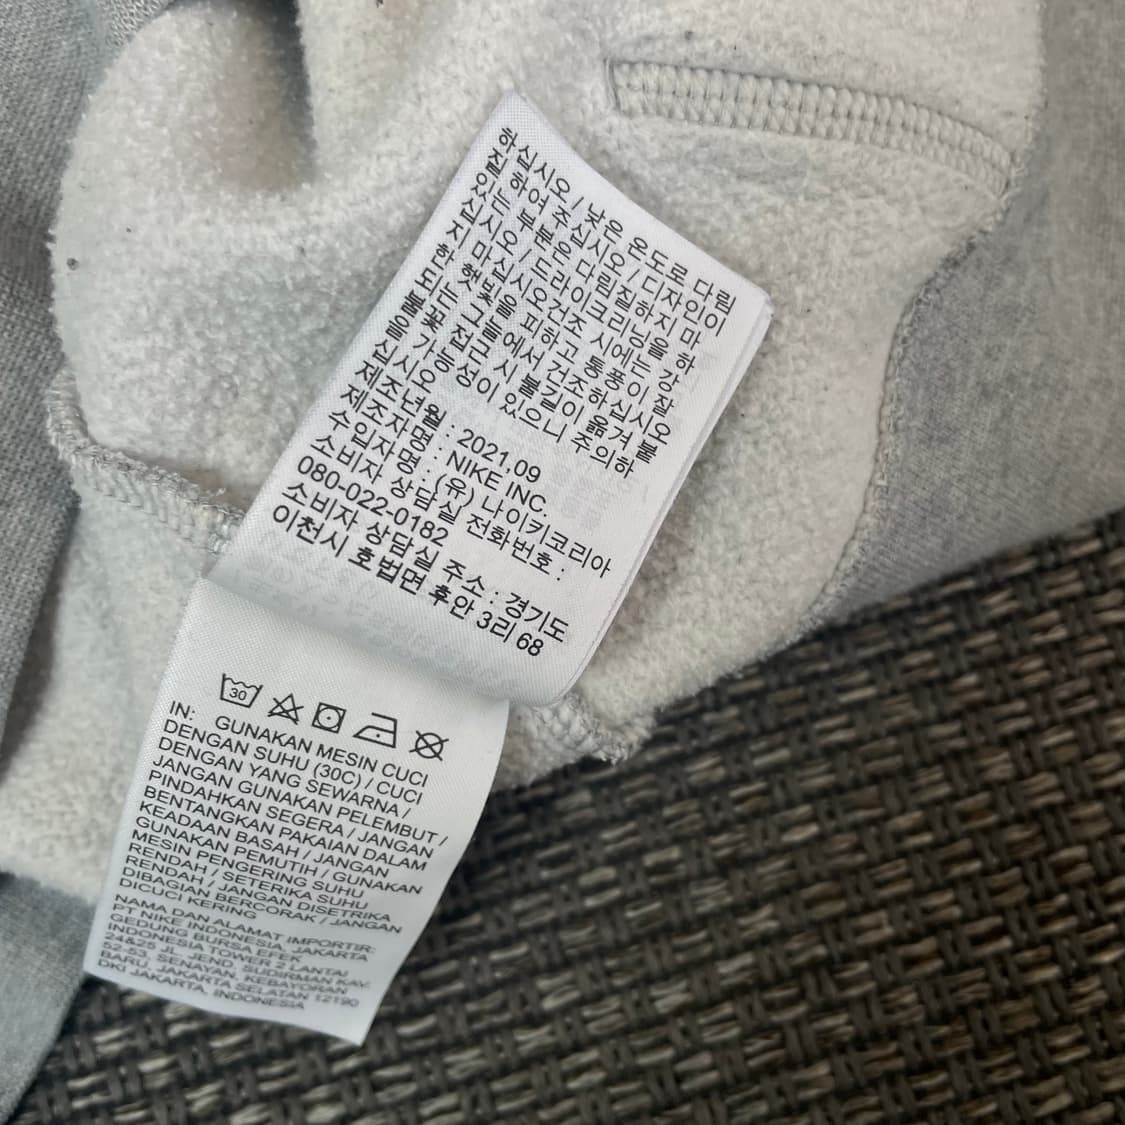 하십시오 / 낮은 온도로 다림
질 하여 주십시오 / 디자인이
있는 부분은 다림질하지 마
십시오 / 드라이크리닝을 하
지 마십시오건조 시에는 강
한 햇빛을 피하고 통풍이 잘
되는 그늘에서 건조하십시오
불꽃 접근 시 불길이 옮겨 붙
을 가능성이 있으니 주의하
십시오
제조년월 : 2021.09
제조자명 : NIKE INC.
수입자명 : (유) 나이키코리아
소비자 상담실 전화번호 :
080-022-0182
소비자 상담실 주소 : 경기도
이천시 호법면 후안 3리 68
30
IN: GUNAKAN MESIN CUCI
DENGAN SUHU (30C) / CUCI
DENGAN YANG SEWARNA /
JANGAN GUNAKAN PELEMBUT /
PINDAHKAN SEGERA / JANGAN
BENTANGKAN PAKAIAN DALAM
KEADAAN BASAH / JANGAN
GUNAKAN PEMUTIH / GUNAKAN
MESIN PENGERING SUHU
RENDAH / SETERIKA SUHU
RENDAH / JANGAN DISETRIKA
DIBAGIAN BERCORAK / JANGAN
DICUCI KERING
NAMA DAN ALAMAT IMPORTIR:
PT NIKE INDONESIA, JAKARTA
GEDUNG BURSA EFEK
INDONESIA TOWER 2 LANTAI
24&25 JL. JEND. SUDIRMAN KAV.
52-53, SENAYAN, KEBAYORAN
BARU, JAKARTA SELATAN 12190
DKI JAKARTA, INDONESIA